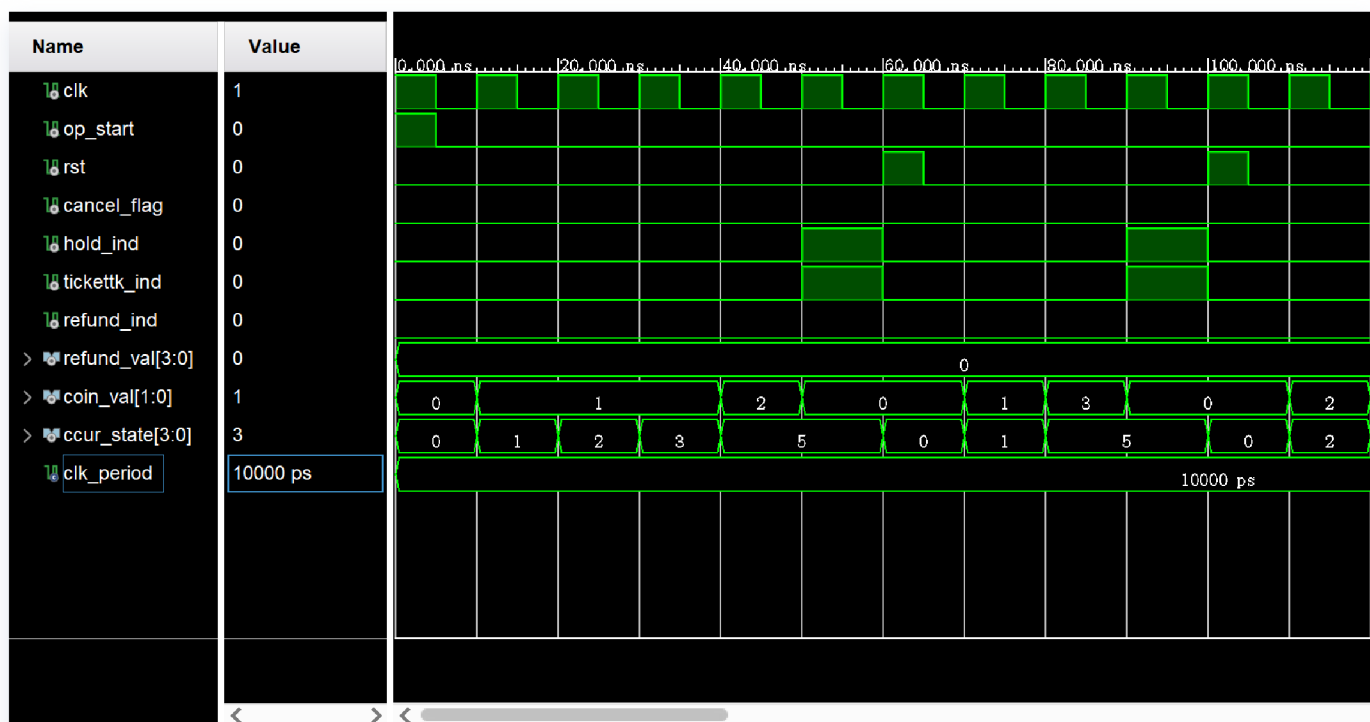 Name Value
0.000 ns 20.000 ns 40.000 ns 60.000 ns 80.000 ns 100.000 ns
clk 1
op_start 0
rst 0
cancel_flag 0
hold_ind 0
tickettk_ind 0
refund_ind 0
refund_val[3:0] 0 0
coin_val[1:0] 1 0 1 2 0 1 3 0 2
ccur_state[3:0] 3 0 1 2 3 5 0 1 5 0 2
clk_period 10000 ps 10000 ps